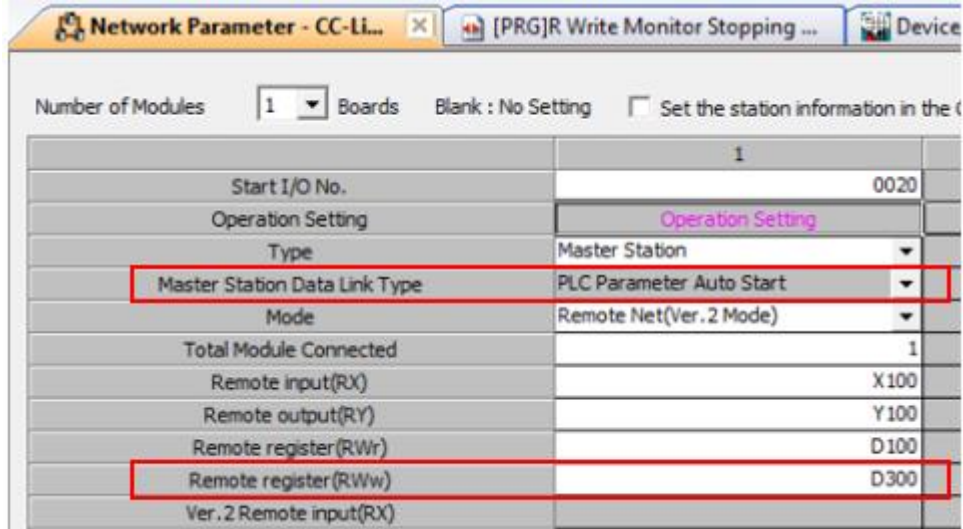 Network Parameter - CC-Li... [PRG]R Write Monitor Stopping ... Device
Number of Modules 1 Boards Blank : No Setting Set the station information in the
1
Start I/O No. 0020
Operation Setting Operation Setting
Type Master Station
Master Station Data Link Type PLC Parameter Auto Start
Mode Remote Net(Ver.2 Mode)
Total Module Connected 1
Remote input(RX) X100
Remote output(RY) Y100
Remote register(RWr) D100
Remote register(RWw) D300
Ver.2 Remote input(RX)